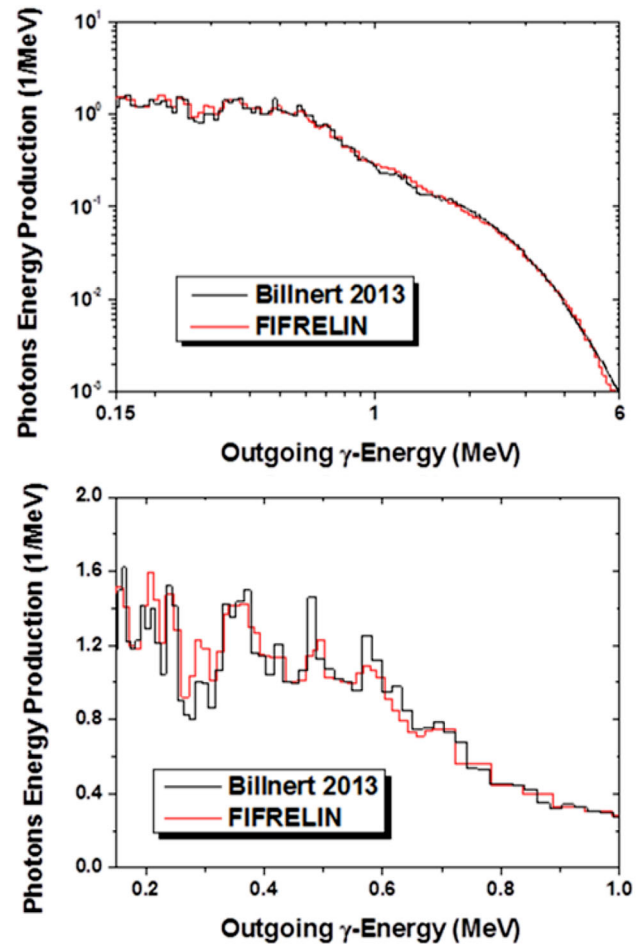 Photons Energy Production (1/MeV)
10¹
10⁰
10⁻¹
10⁻²
10⁻³
Billnert 2013
FIFRELIN
0.15
1
6
Outgoing γ-Energy (MeV)
Photons Energy Production (1/MeV)
2.0
1.6
1.2
0.8
0.4
0.0
Billnert 2013
FIFRELIN
0.2
0.4
0.6
0.8
1.0
Outgoing γ-Energy (MeV)